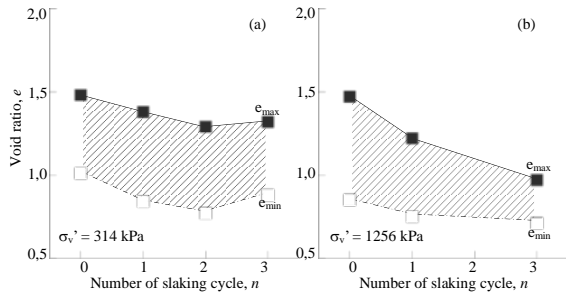 2,0
(a)
1,5
e_max
1.0
e_min
σ_v’ = 314 kPa
0,5
0 1 2 3
Void ratio, e
Number of slaking cycle, n
2.0
(b)
1.5
1.0
e_max
e_min
σ_v’ = 1256 kPa
0.5
0 1 2 3
Number of slaking cycle, n